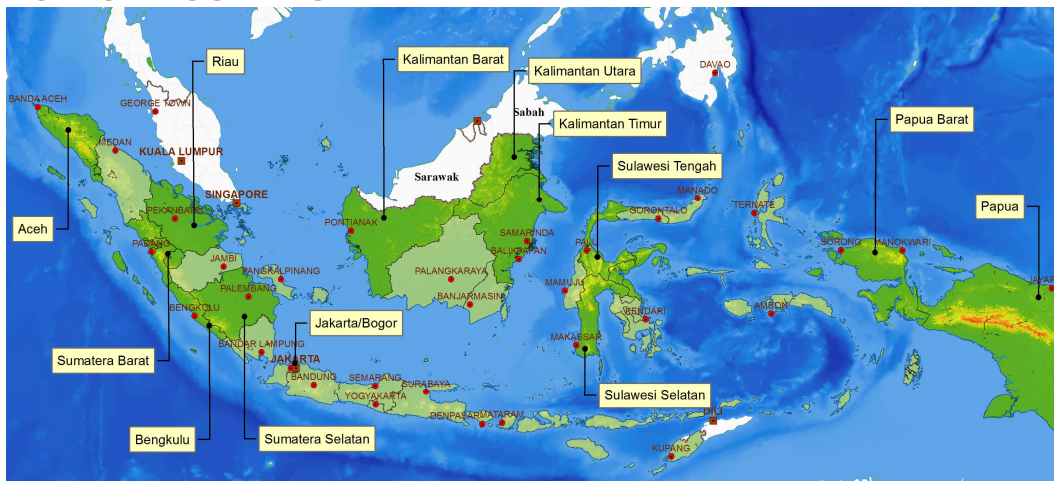 Riau
Kalimantan Barat
Kalimantan Utara
DAVAO
BANDA ACEH
GEORGE TOWN
Sabah
Kalimantan Timur
Papua Barat
MEDAN
KUALA LUMPUR
Sulawesi Tengah
Sarawak
SINGAPORE
MANADO
Aceh
PEKANBARU
PONTIANAK
GORONTALO
TERNATE
Papua
SAMARINDA
PADANG
BALIKPAPAN
PALU
SORONG
MANOKWARI
JAMBI
PANGKALPINANG
PALANGKARAYA
MAMUJU
JAYAP
PALEMBANG
BANJARMASIN
BENGKULU
Jakarta/Bogor
KENDARI
AMBON
Sumatera Barat
BANDAR LAMPUNG
JAKARTA
MAKASSAR
BANDUNG
SEMARANG
SURABAYA
YOGYAKARTA
Sulawesi Selatan
DENPASAR
MATARAM
DILI
Bengkulu
Sumatera Selatan
KUPANG